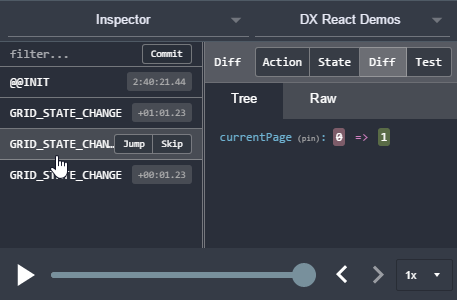 Inspector DX React Demos
filter... Commit Diff Action State Diff Test
@@INIT 2:40:21.44
Tree Raw
GRID_STATE_CHANGE +01:01.23
GRID_STATE_CHAN… Jump Skip
currentPage (pin): 0 => 1
GRID_STATE_CHANGE +00:01.23
1x